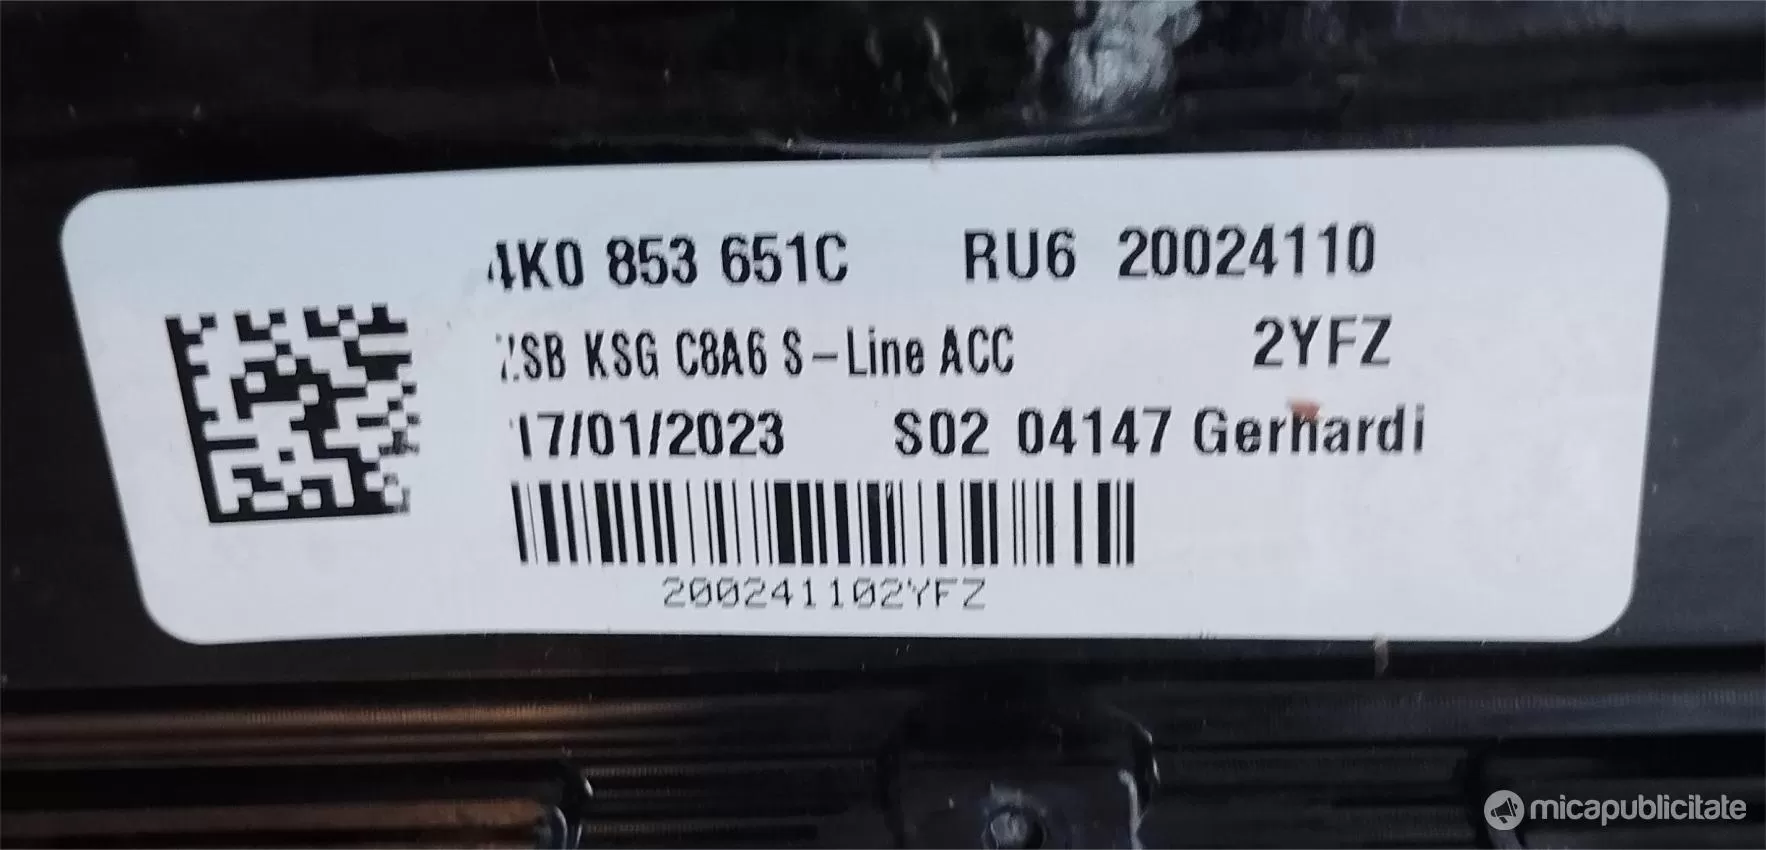 4K0 853 651C RU6 20024110
ZSB KSG C8A6 S-Line ACC 2YFZ
17/01/2023 S02 04147 Gerhardi
200241102YFZ
micapublicitate